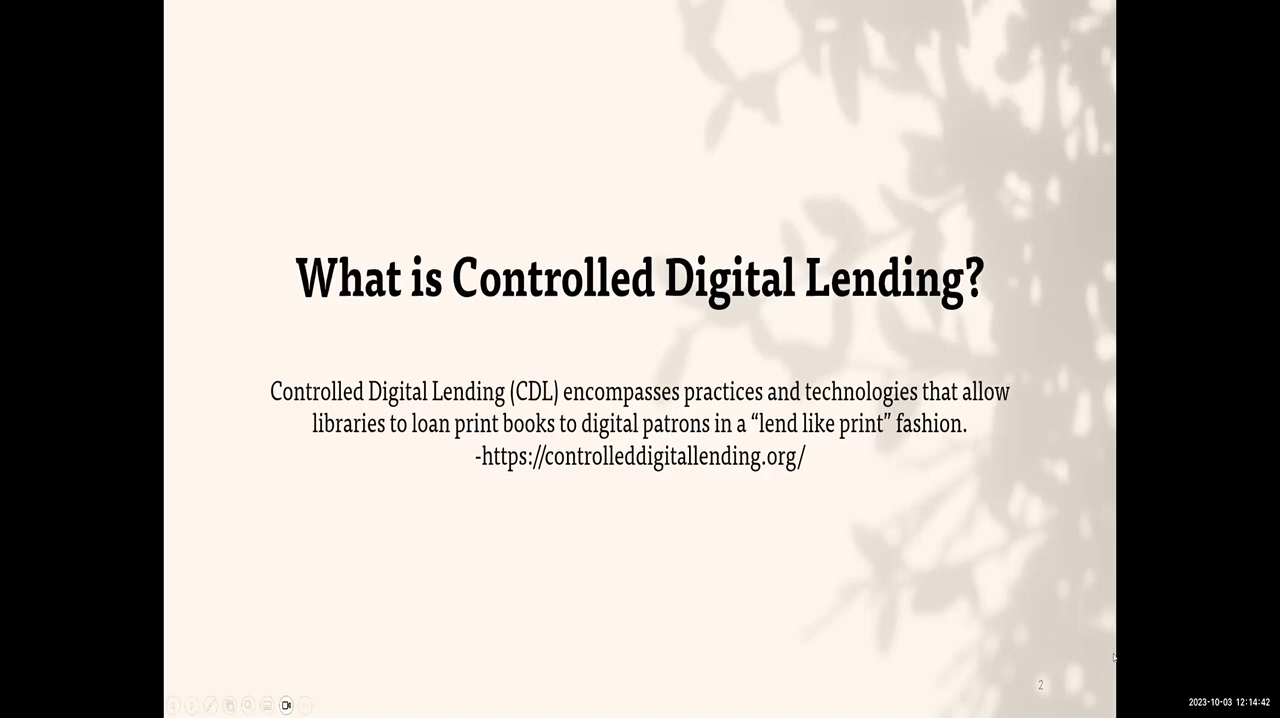 What is Controlled Digital Lending?
Controlled Digital Lending (CDL) encompasses practices and technologies that allow
libraries to loan print books to digital patrons in a “lend like print” fashion.
-https://controlleddigitallending.org/
2
2023-10-03 12:14:42